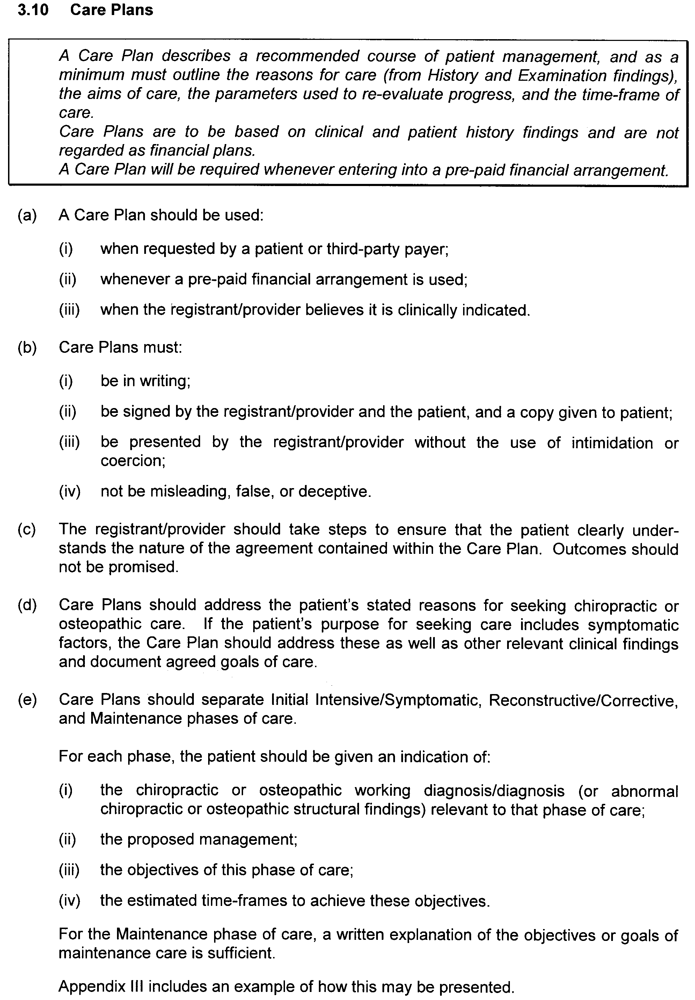 3.10 Care Plans
A Care Plan describes a recommended course of patient management, and as a
minimum must outline the reasons for care (from History and Examination findings),
the aims of care, the parameters used to re-evaluate progress, and the time-frame of
care.
Care Plans are to be based on clinical and patient history findings and are not
regarded as financial plans.
A Care Plan will be required whenever entering into a pre-paid financial arrangement.
(a) A Care Plan should be used:
(i) when requested by a patient or third-party payer;
(ii) whenever a pre-paid financial arrangement is used;
(iii) when the registrant/provider believes it is clinically indicated.
(b) Care Plans must:
(i) be in writing;
(ii) be signed by the registrant/provider and the patient, and a copy given to patient;
(iii) be presented by the registrant/provider without the use of intimidation or
coercion;
(iv) not be misleading, false, or deceptive.
(c) The registrant/provider should take steps to ensure that the patient clearly under-
stands the nature of the agreement contained within the Care Plan. Outcomes should
not be promised.
(d) Care Plans should address the patient's stated reasons for seeking chiropractic or
osteopathic care. If the patient's purpose for seeking care includes symptomatic
factors, the Care Plan should address these as well as other relevant clinical findings
and document agreed goals of care.
(e) Care Plans should separate Initial Intensive/Symptomatic, Reconstructive/Corrective,
and Maintenance phases of care.
For each phase, the patient should be given an indication of:
(i) the chiropractic or osteopathic working diagnosis/diagnosis (or abnormal
chiropractic or osteopathic structural findings) relevant to that phase of care;
(ii) the proposed management;
(iii) the objectives of this phase of care;
(iv) the estimated time-frames to achieve these objectives.
For the Maintenance phase of care, a written explanation of the objectives or goals of
maintenance care is sufficient.
Appendix III includes an example of how this may be presented.